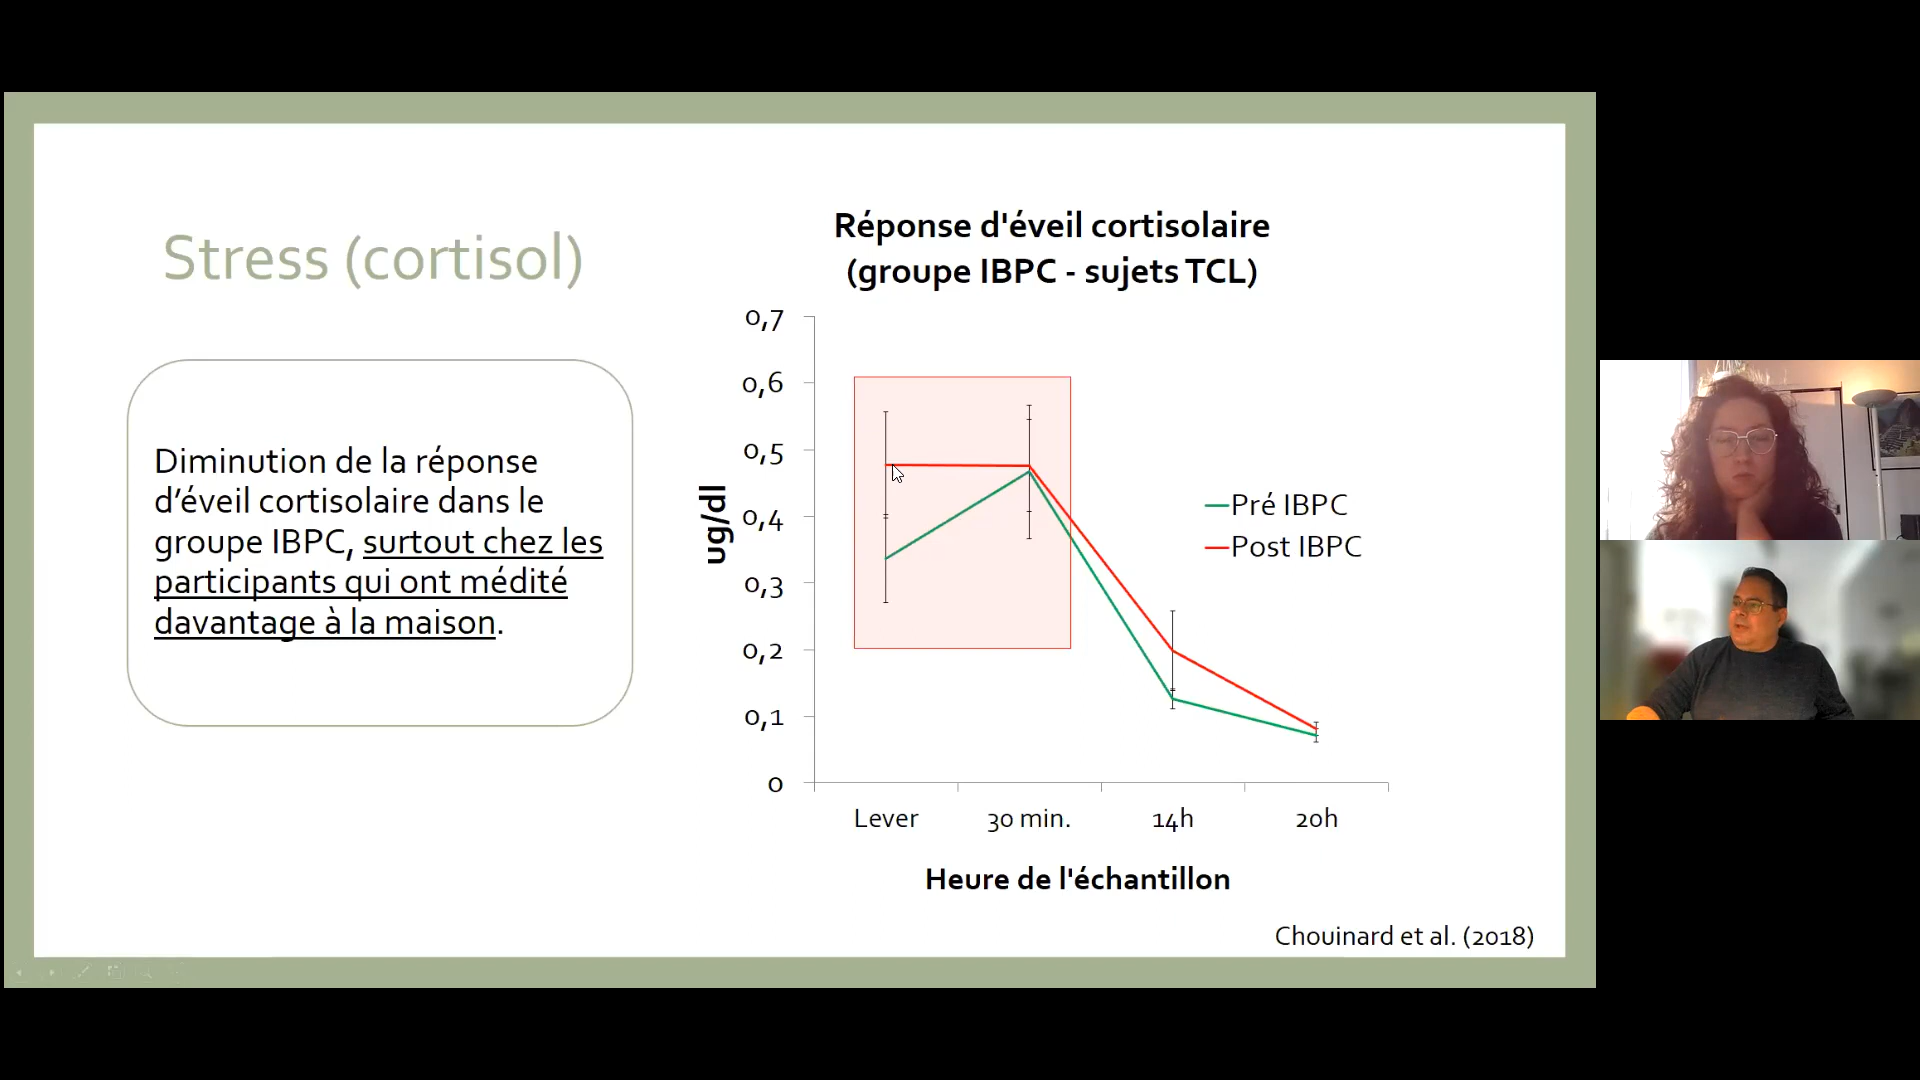 Stress (cortisol)
Diminution de la réponse
d’éveil cortisolaire dans le
groupe IBPC, surtout chez les
participants qui ont médité
davantage à la maison.
Réponse d'éveil cortisolaire
(groupe IBPC - sujets TCL)
0,7
0,6
0,5
0,4
0,3
0,2
0,1
0
ug/dl
Pré IBPC
Post IBPC
Lever 30 min. 14h 20h
Heure de l'échantillon
Chouinard et al. (2018)